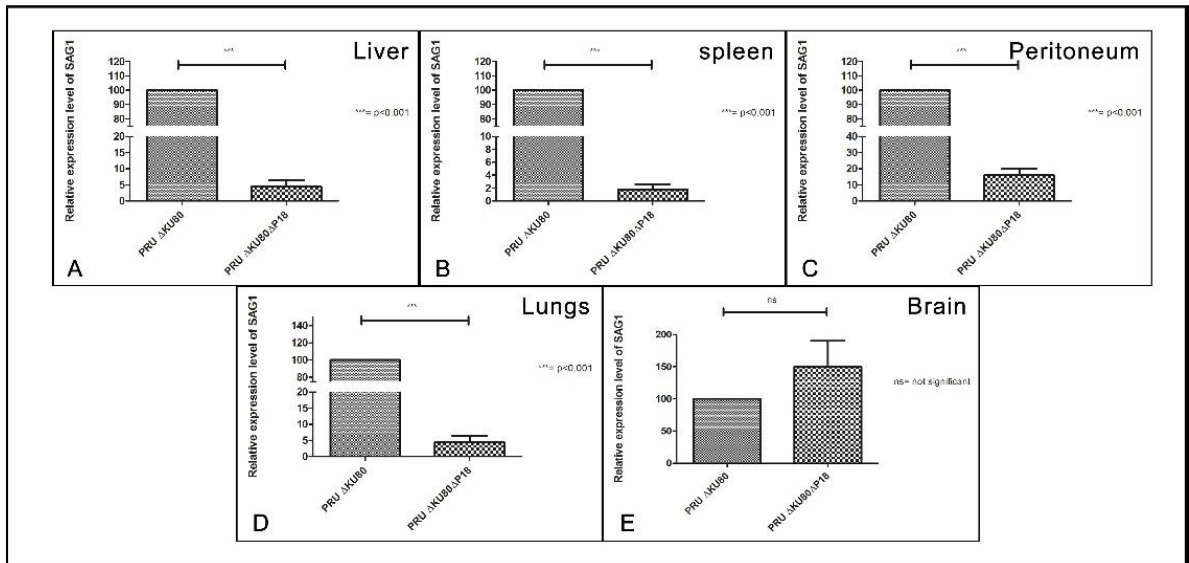 Liver
***
Relative expression level of SAG1
120
110
100
90
80
20
15
10
5
0
***= p<0.001
PRU ΔKU80
PRU ΔKU80ΔP18
A
spleen
***
Relative expression level of SAG1
120
110
100
90
80
10
8
6
4
2
0
***= p<0.001
PRU ΔKU80
PRU ΔKU80ΔP18
B
Peritoneum
***
Relative expression level of SAG1
120
110
100
90
80
40
30
20
10
0
***= p<0.001
PRU ΔKU80
PRU ΔKU80ΔP18
C
Lungs
***
Relative expression level of SAG1
140
120
100
80
20
15
10
5
0
***= p<0.001
PRU ΔKU80
PRU ΔKU80ΔP18
D
Brain
ns
Relative expression level of SAG1
200
150
100
50
0
ns= not significant
PRU ΔKU80
PRU ΔKU80ΔP18
E